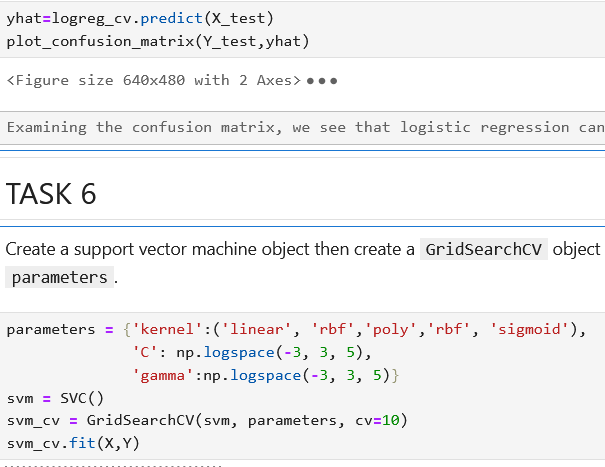 yhat=logreg_cv.predict(X_test)
plot_confusion_matrix(Y_test,yhat)
<Figure size 640x480 with 2 Axes>•••
Examining the confusion matrix, we see that logistic regression can
TASK 6
Create a support vector machine object then create a GridSearchCV object
parameters .
parameters = {'kernel':('linear', 'rbf','poly','rbf', 'sigmoid'),
'C': np.logspace(-3, 3, 5),
'gamma':np.logspace(-3, 3, 5)}
svm = SVC()
svm_cv = GridSearchCV(svm, parameters, cv=10)
svm_cv.fit(X,Y)